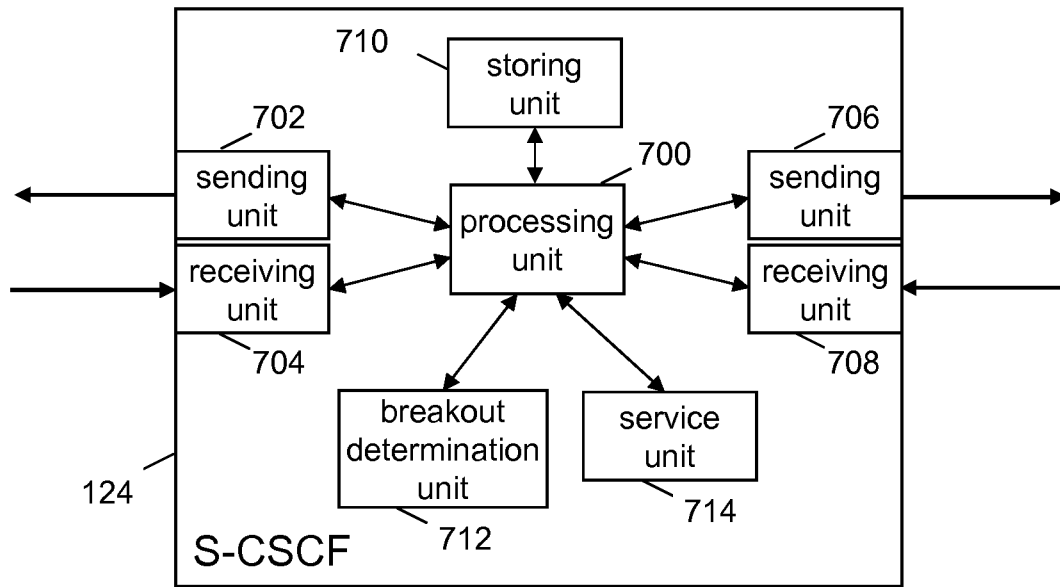 710
storing
unit
702
sending
unit
700
706
sending
unit
processing
unit
receiving
unit
704
receiving
unit
708
breakout
determination
unit
712
service
unit
714
124
S-CSCF